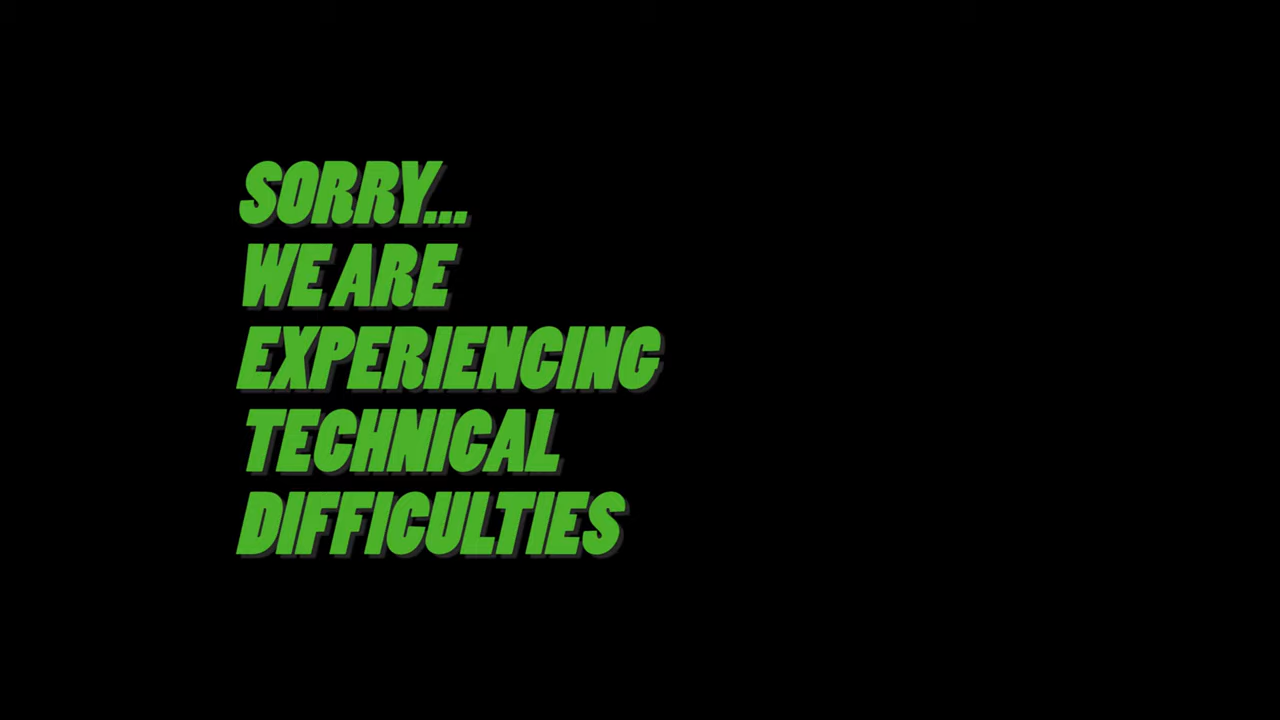 SORRY...
WE ARE
EXPERIENCING
TECHNICAL
DIFFICULTIES